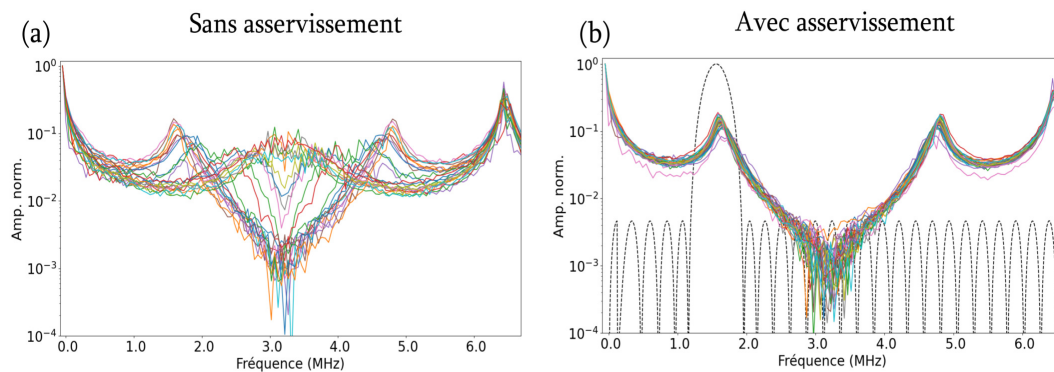 (a)
Sans asservissement
10⁰
10⁻¹
10⁻²
10⁻³
10⁻⁴
Amp. norm.
0.0 1.0 2.0 3.0 4.0 5.0 6.0
Fréquence (MHz)
(b)
Avec asservissement
10⁰
10⁻¹
10⁻²
10⁻³
10⁻⁴
Amp. norm.
0.0 1.0 2.0 3.0 4.0 5.0 6.0
Fréquence (MHz)